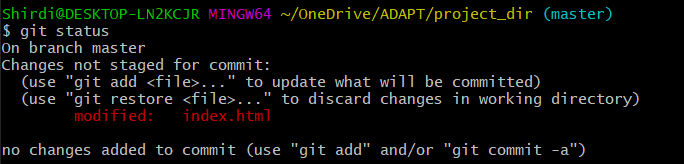 Shirdi@DESKTOP-LN2KCJR MINGW64 ~/OneDrive/ADAPT/project_dir (master)
$ git status
On branch master
Changes not staged for commit:
  (use "git add <file>..." to update what will be committed)
  (use "git restore <file>..." to discard changes in working directory)
        modified:   index.html

no changes added to commit (use "git add" and/or "git commit -a")